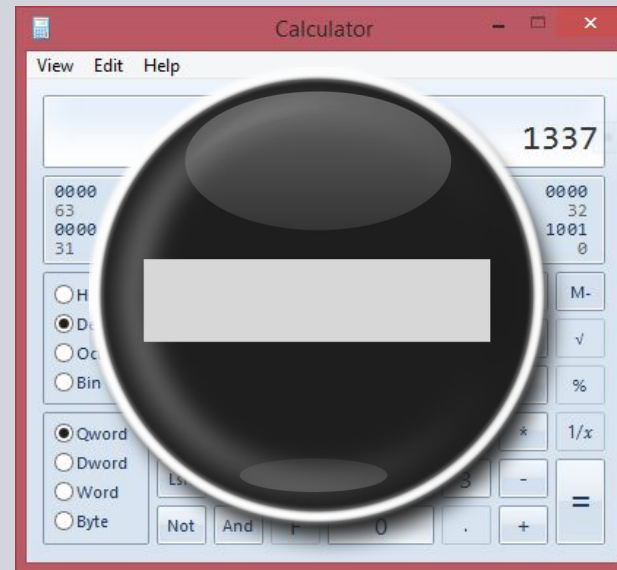 Calculator
View Edit Help
1337
0000 0000
63 32
0000 1001
31 0
M-
√
Bin %
Qword * 1/x
Dword 3 -
Word =
Byte Not And F 0 . +